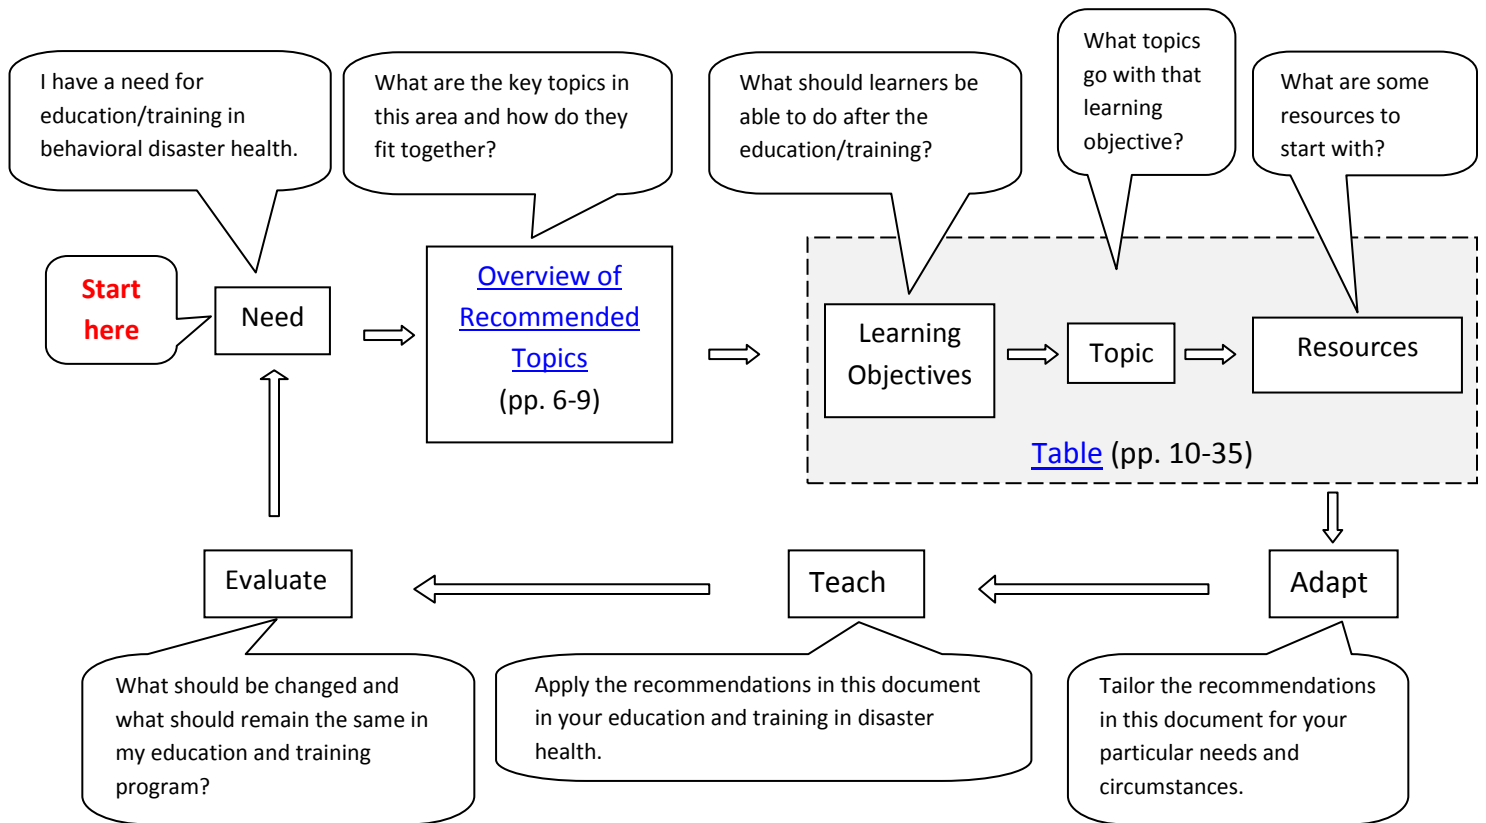 I have a need for
education/training in
behavioral disaster health.
What are the key topics in
this area and how do they
fit together?
What should learners be
able to do after the
education/training?
What topics
go with that
learning
objective?
What are some
resources to
start with?
Start
here
Need
Overview of
Recommended
Topics
(pp. 6-9)
Learning
Objectives
Topic
Resources
Table (pp. 10-35)
Evaluate
Teach
Adapt
What should be changed and
what should remain the same in
my education and training
program?
Apply the recommendations in this document
in your education and training in disaster
health.
Tailor the recommendations
in this document for your
particular needs and
circumstances.